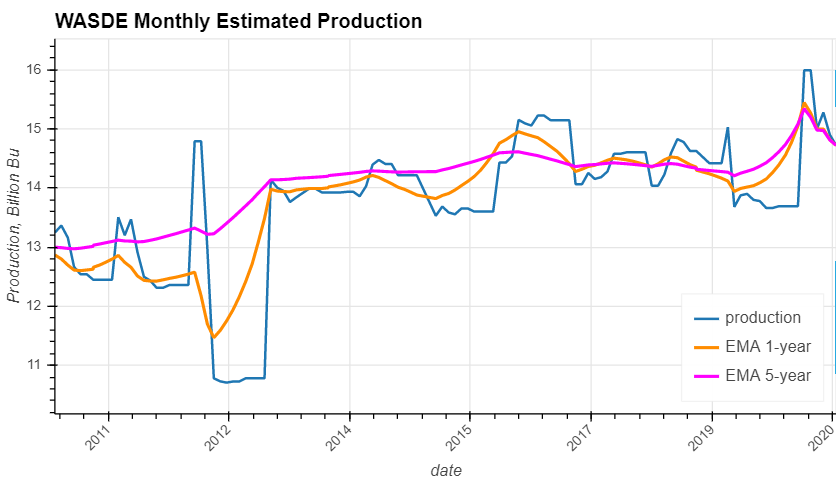 WASDE Monthly Estimated Production
Production, Billion Bu
16
15
14
13
12
11
production
EMA 1-year
EMA 5-year
2011
2012
2014
2015
2017
2019
2020
date